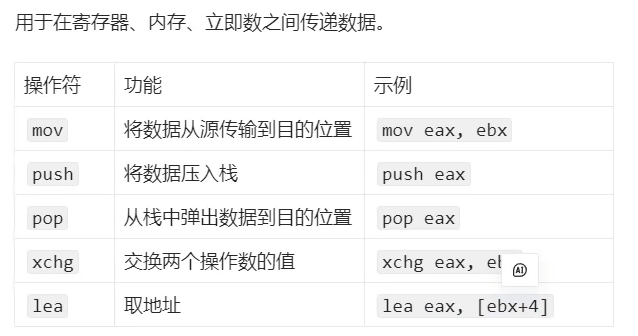 用于在寄存器、内存、立即数之间传递数据。
操作符 功能 示例
mov 将数据从源传输到目的位置 mov eax, ebx
push 将数据压入栈 push eax
pop 从栈中弹出数据到目的位置 pop eax
xchg 交换两个操作数的值 xchg eax,
AI
lea 取地址 lea eax, [ebx+4]